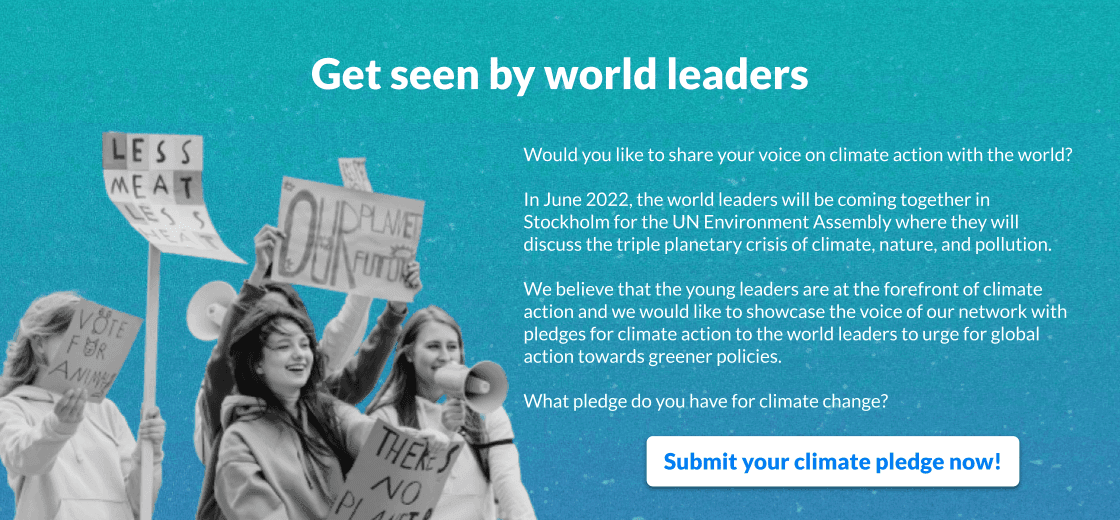 Get seen by world leaders
LESS
MEAT
LESS
HEAT
OUR PLANET
OUR FUTURE
VOTE
FOR
ANIMALS
THERE'S
NO
PLANET
Would you like to share your voice on climate action with the world?
In June 2022, the world leaders will be coming together in
Stockholm for the UN Environment Assembly where they will
discuss the triple planetary crisis of climate, nature, and pollution.
We believe that the young leaders are at the forefront of climate
action and we would like to showcase the voice of our network with
pledges for climate action to the world leaders to urge for global
action towards greener policies.
What pledge do you have for climate change?
Submit your climate pledge now!